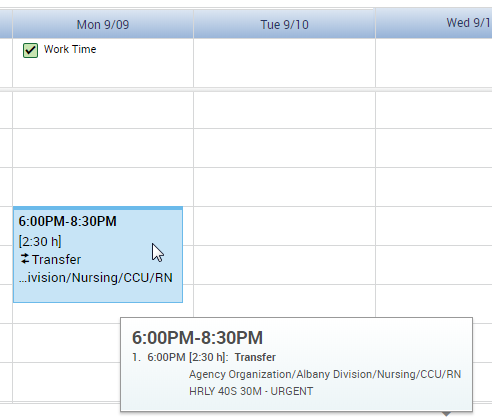 Mon 9/09
Tue 9/10
Wed 9/1
Work Time
6:00PM-8:30PM
[2:30 h]
Transfer
...ivision/Nursing/CCU/RN
6:00PM-8:30PM
1. 6:00PM [2:30 h]: Transfer
Agency Organization/Albany Division/Nursing/CCU/RN
HRLY 40S 30M - URGENT